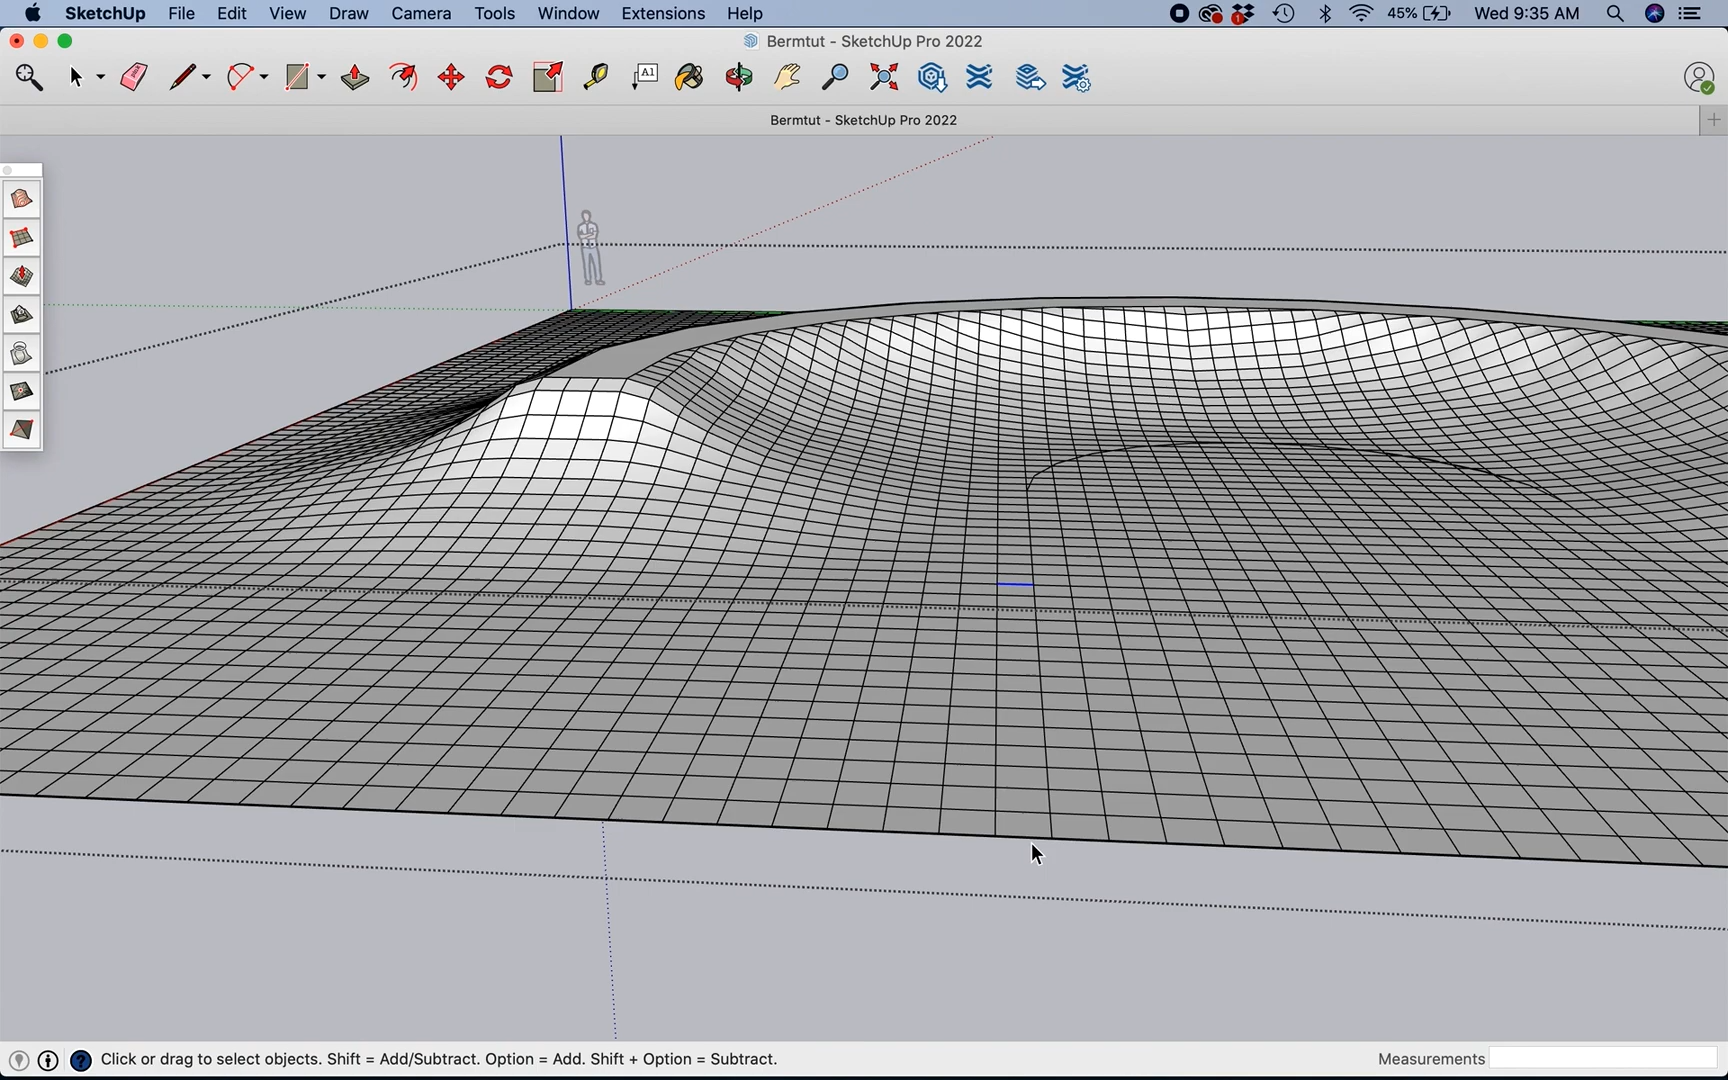 SketchUp File Edit View Draw Camera Tools Window Extensions Help 1 45% Wed 9:35 AM
Bermtut - SketchUp Pro 2022
A1
Bermtut - SketchUp Pro 2022
Click or drag to select objects. Shift = Add/Subtract. Option = Add. Shift + Option = Subtract. Measurements